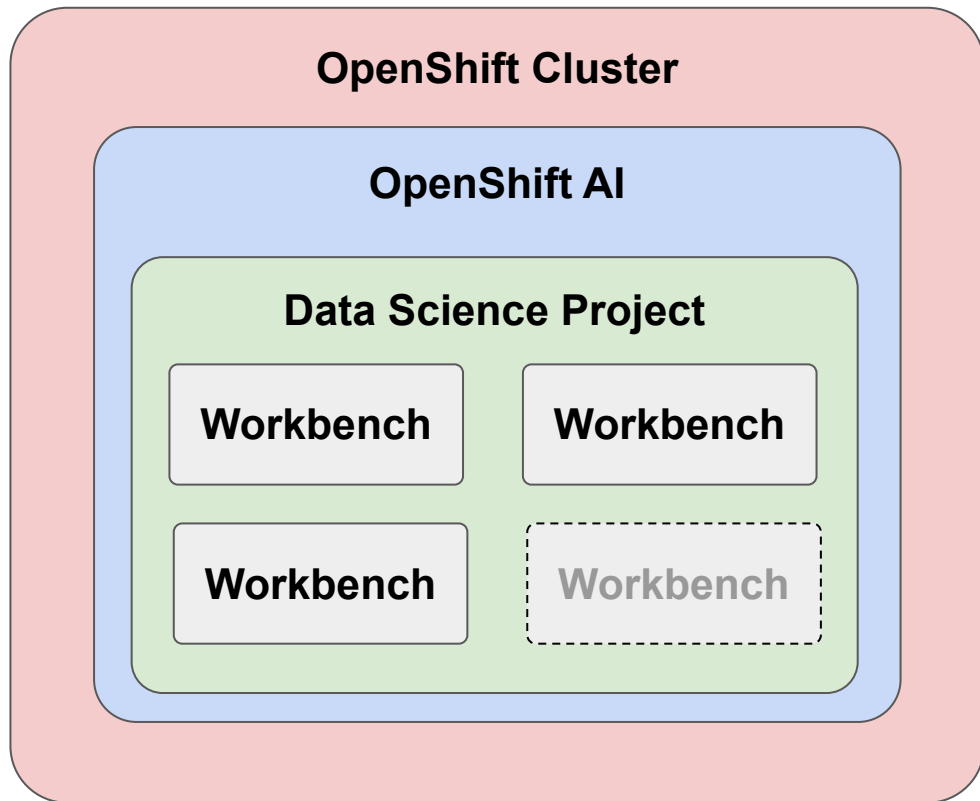 OpenShift Cluster
OpenShift AI
Data Science Project
Workbench
Workbench
Workbench
Workbench